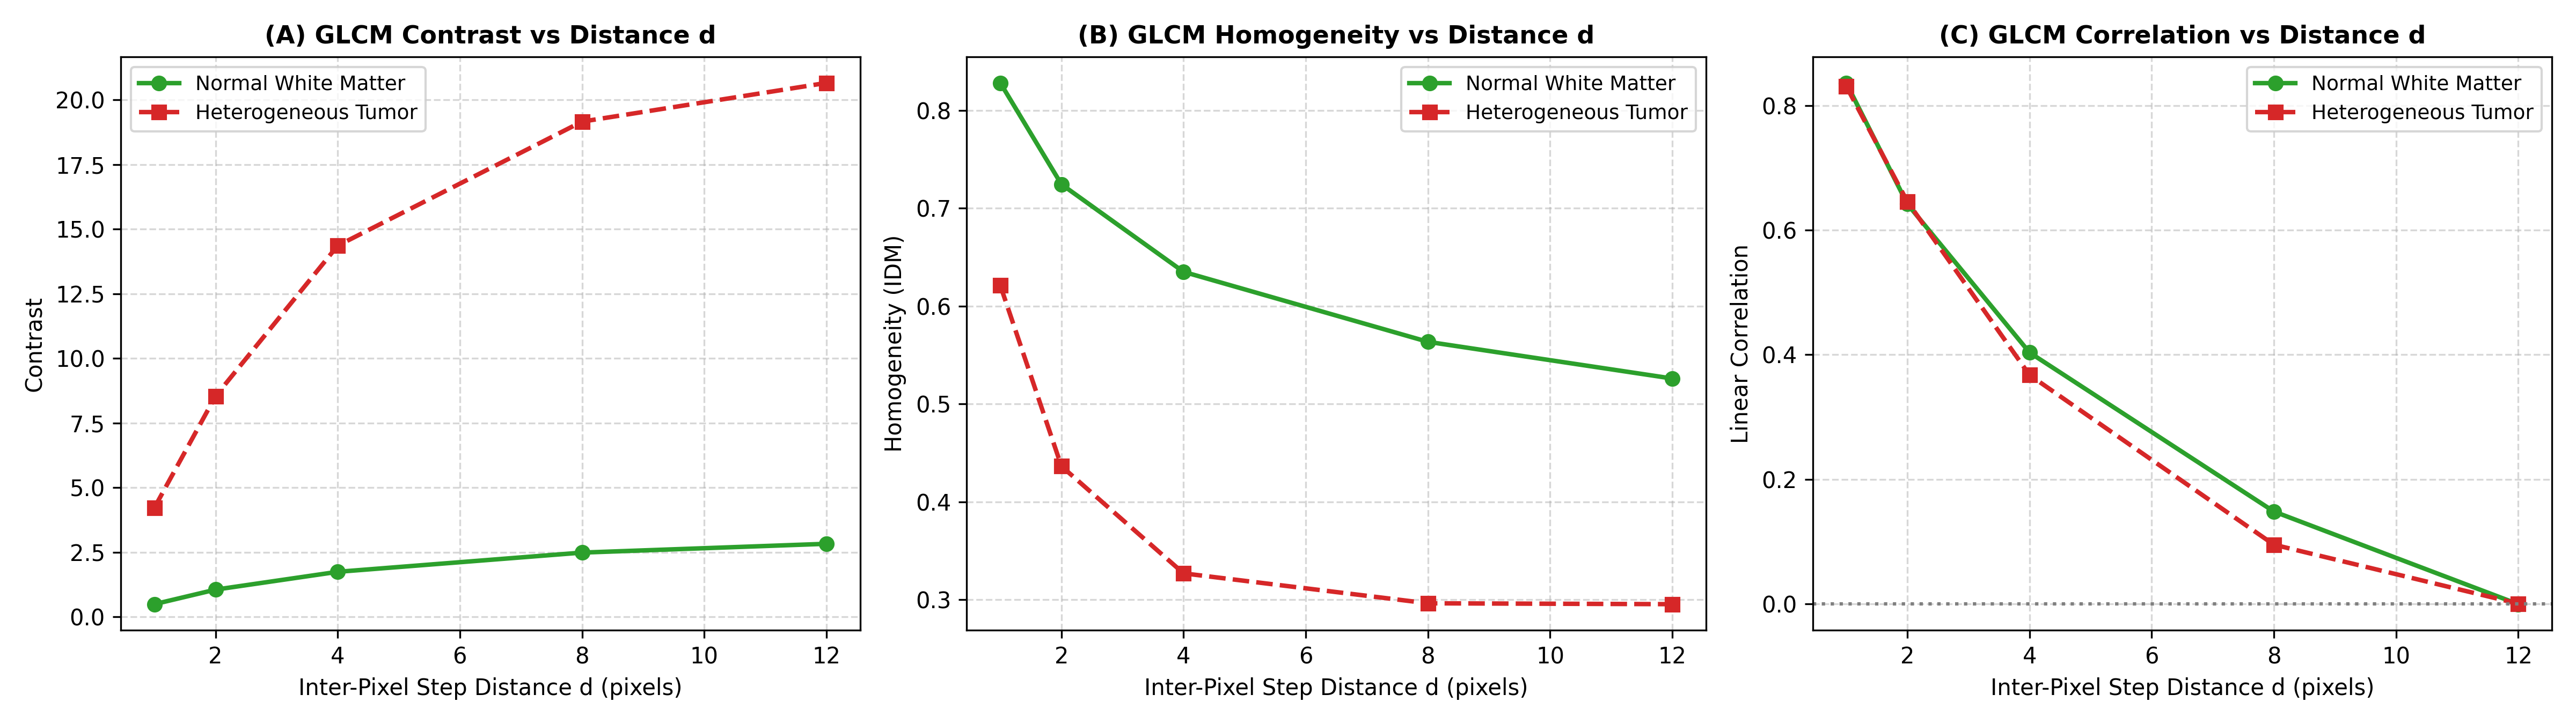 (A) GLCM Contrast vs Distance d
Normal White Matter
Heterogeneous Tumor
20.0
17.5
15.0
12.5
10.0
7.5
5.0
2.5
0.0
Contrast
2 4 6 8 10 12
Inter-Pixel Step Distance d (pixels)
(B) GLCM Homogeneity vs Distance d
Normal White Matter
Heterogeneous Tumor
0.8
0.7
0.6
0.5
0.4
0.3
Homogeneity (IDM)
2 4 6 8 10 12
Inter-Pixel Step Distance d (pixels)
(C) GLCM Correlation vs Distance d
Normal White Matter
Heterogeneous Tumor
0.8
0.6
0.4
0.2
0.0
Linear Correlation
2 4 6 8 10 12
Inter-Pixel Step Distance d (pixels)